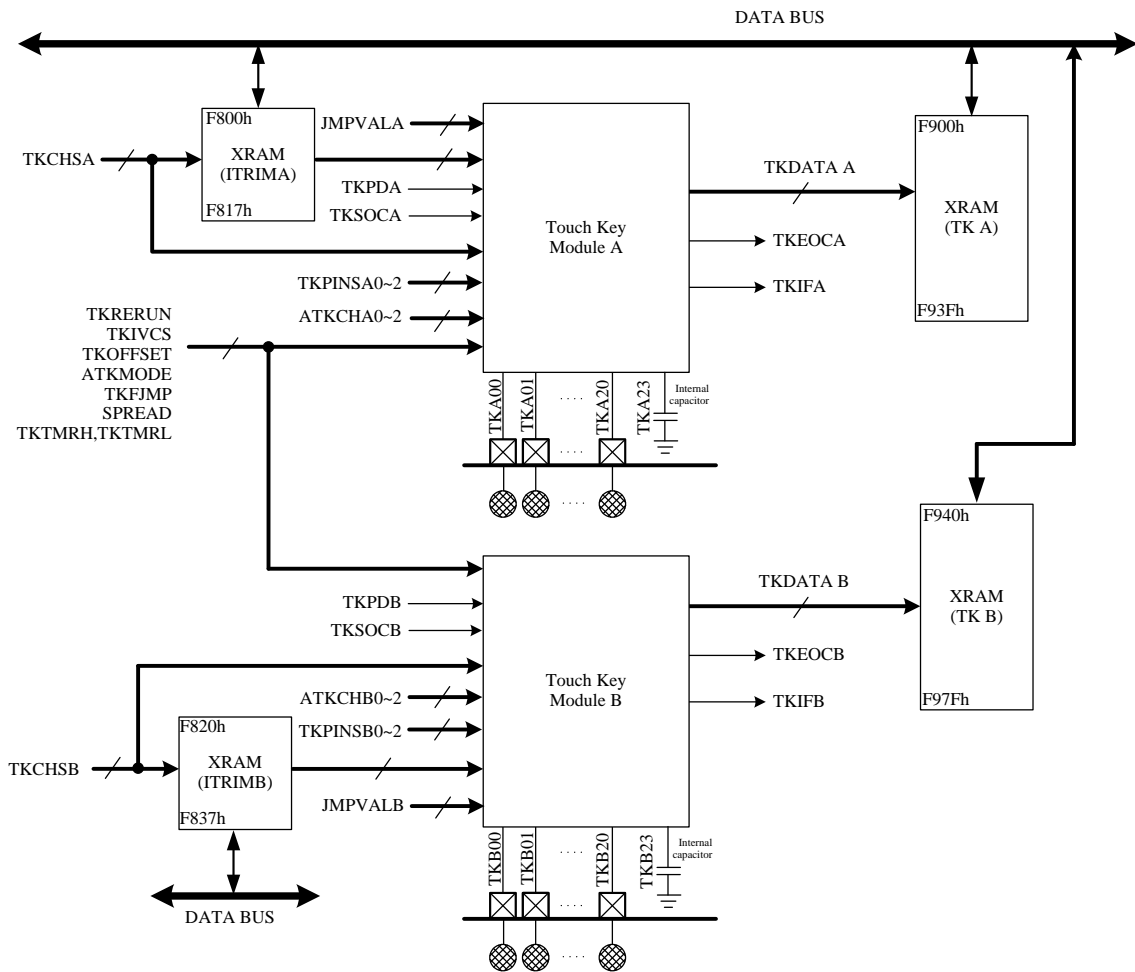 DATA BUS
F800h
XRAM
(ITRIMA)
F817h
TKCHSA
JMPVALA
TKPDA
TKSOCA
TKPINSA0~2
ATKCHA0~2
Touch Key
Module A
TKDATA A
TKEOCA
TKIFA
F900h
XRAM
(TK A)
F93Fh
TKRERUN
TKIVCS
TKOFFSET
ATKMODE
TKFJMP
SPREAD
TKTMRH,TKTMRL
TKA00
TKA01
. . . .
TKA20
TKA23
Internal
capacitor
. . . .
. . . .
TKPDB
TKSOCB
ATKCHB0~2
TKPINSB0~2
JMPVALB
Touch Key
Module B
TKDATA B
TKEOCB
TKIFB
F940h
XRAM
(TK B)
F97Fh
TKCHSB
F820h
XRAM
(ITRIMB)
F837h
DATA BUS
TKB00
TKB01
. . . .
TKB20
TKB23
Internal
capacitor
. . . .
. . . .